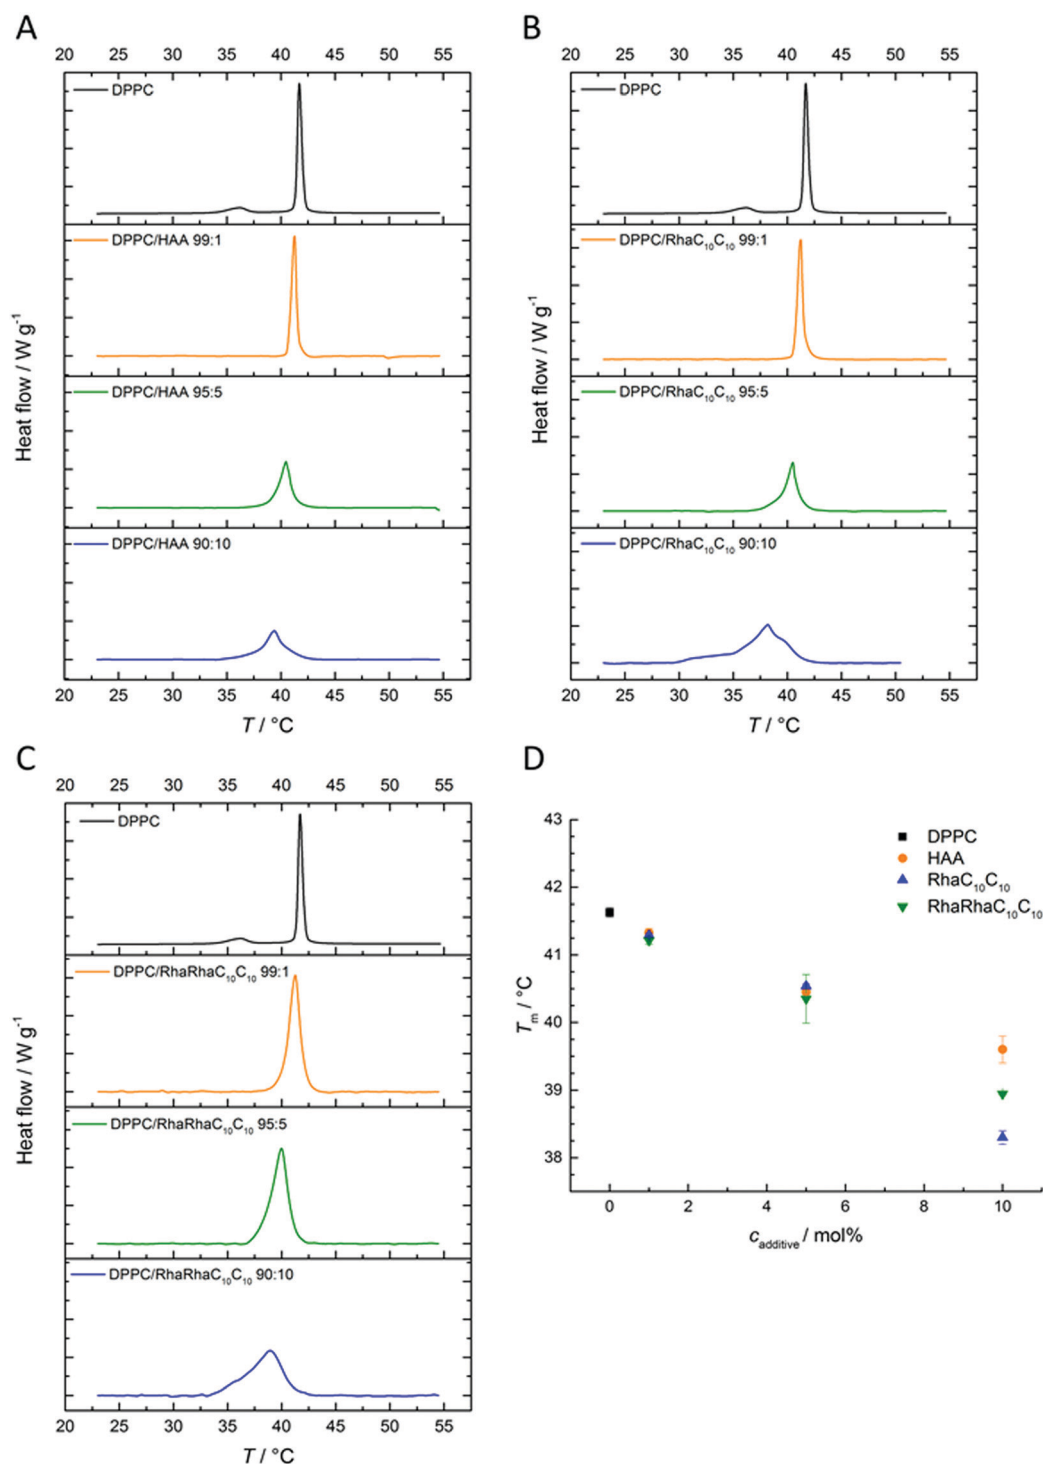 A
20 25 30 35 40 45 50 55
DPPC
DPPC/HAA 99:1
DPPC/HAA 95:5
DPPC/HAA 90:10
Heat flow / W g⁻¹
20 25 30 35 40 45 50 55
T / °C
B
20 25 30 35 40 45 50 55
DPPC
DPPC/RhaC₁₀C₁₀ 99:1
DPPC/RhaC₁₀C₁₀ 95:5
DPPC/RhaC₁₀C₁₀ 90:10
Heat flow / W g⁻¹
20 25 30 35 40 45 50 55
T / °C
C
20 25 30 35 40 45 50 55
DPPC
DPPC/RhaRhaC₁₀C₁₀ 99:1
DPPC/RhaRhaC₁₀C₁₀ 95:5
DPPC/RhaRhaC₁₀C₁₀ 90:10
Heat flow / W g⁻¹
20 25 30 35 40 45 50 55
T / °C
D
43
42
41
40
39
38
Tₘ / °C
DPPC
HAA
RhaC₁₀C₁₀
RhaRhaC₁₀C₁₀
0 2 4 6 8 10
c_additive / mol%